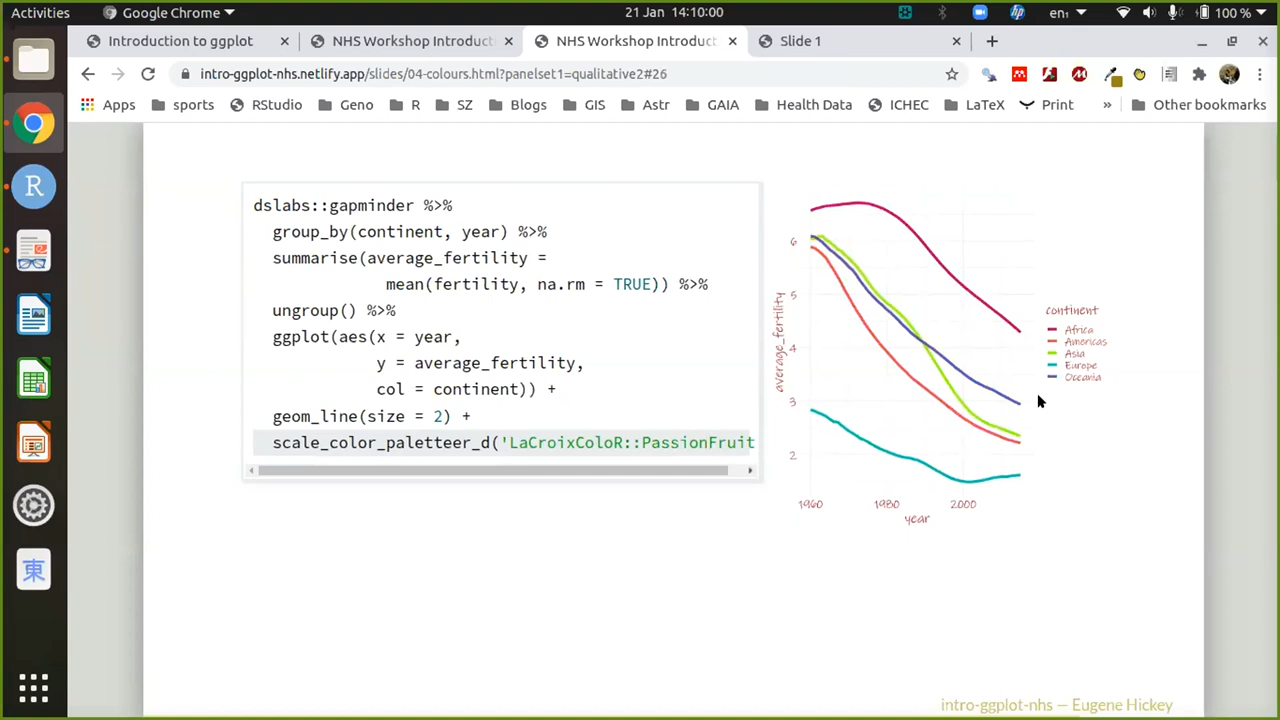 Activities
Google Chrome
21 Jan 14:10:00
en₁
100 %
Introduction to ggplot
NHS Workshop Introduct
NHS Workshop Introduct
Slide 1
intro-ggplot-nhs.netlify.app/slides/04-colours.html?panelset1=qualitative2#26
Apps
sports
RStudio
Geno
R
SZ
Blogs
GIS
Astr
GAIA
Health Data
ICHEC
LaTeX
Print
»
Other bookmarks
dslabs::gapminder %>%
group_by(continent, year) %>%
summarise(average_fertility =
mean(fertility, na.rm = TRUE)) %>%
ungroup() %>%
ggplot(aes(x = year,
y = average_fertility,
col = continent)) +
geom_line(size = 2) +
scale_color_paletteer_d('LaCroixColoR::PassionFruit
average_fertility
6
5
4
3
2
1960
1980
2000
year
continent
Africa
Americas
Asia
Europe
Oceania
R
東
intro-ggplot-nhs — Eugene Hickey